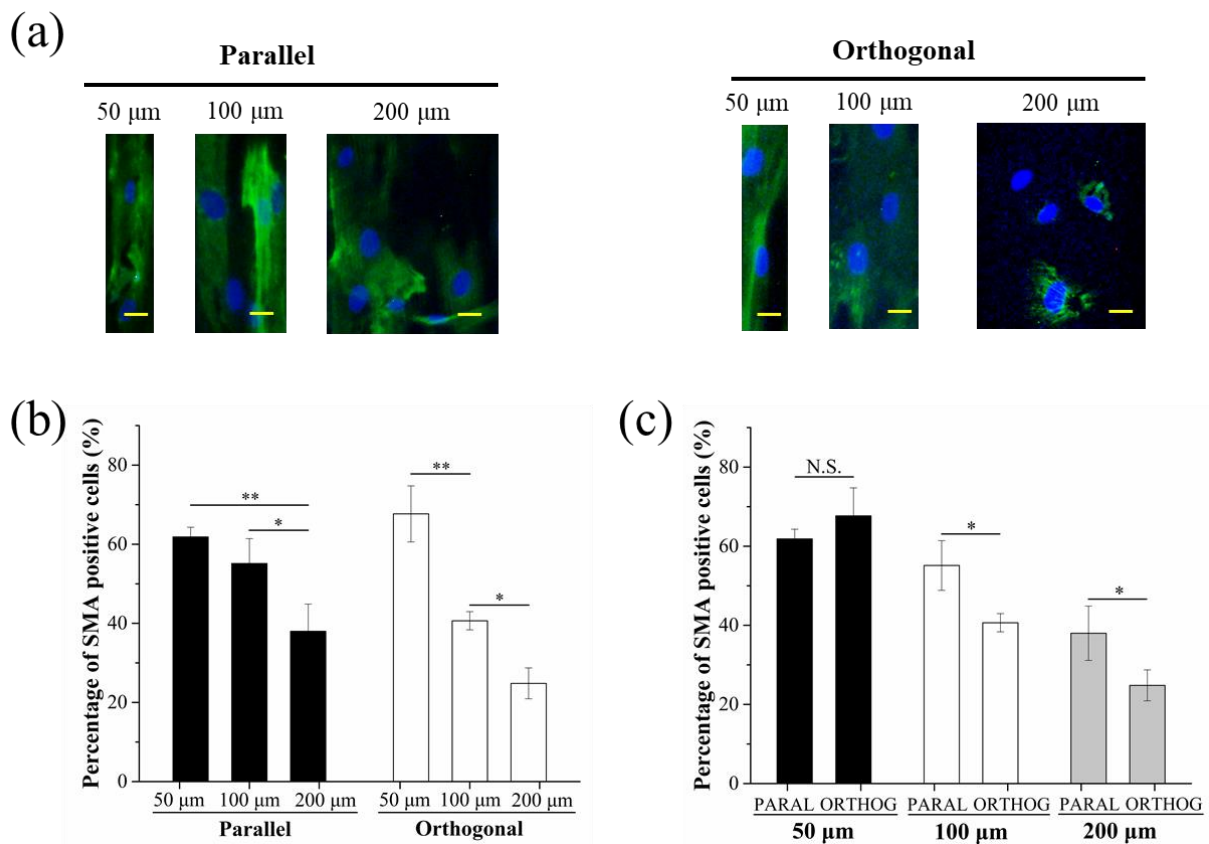 (a)
Parallel
50 μm 100 μm 200 μm
Orthogonal
50 μm 100 μm 200 μm
(b)
Percentage of SMA positive cells (%)
80
60
40
20
0
** * ** *
50 μm 100 μm 200 μm 50 μm 100 μm 200 μm
Parallel Orthogonal
(c)
Percentage of SMA positive cells (%)
80
60
40
20
0
N.S. * *
PARAL ORTHOG PARAL ORTHOG PARAL ORTHOG
50 μm 100 μm 200 μm